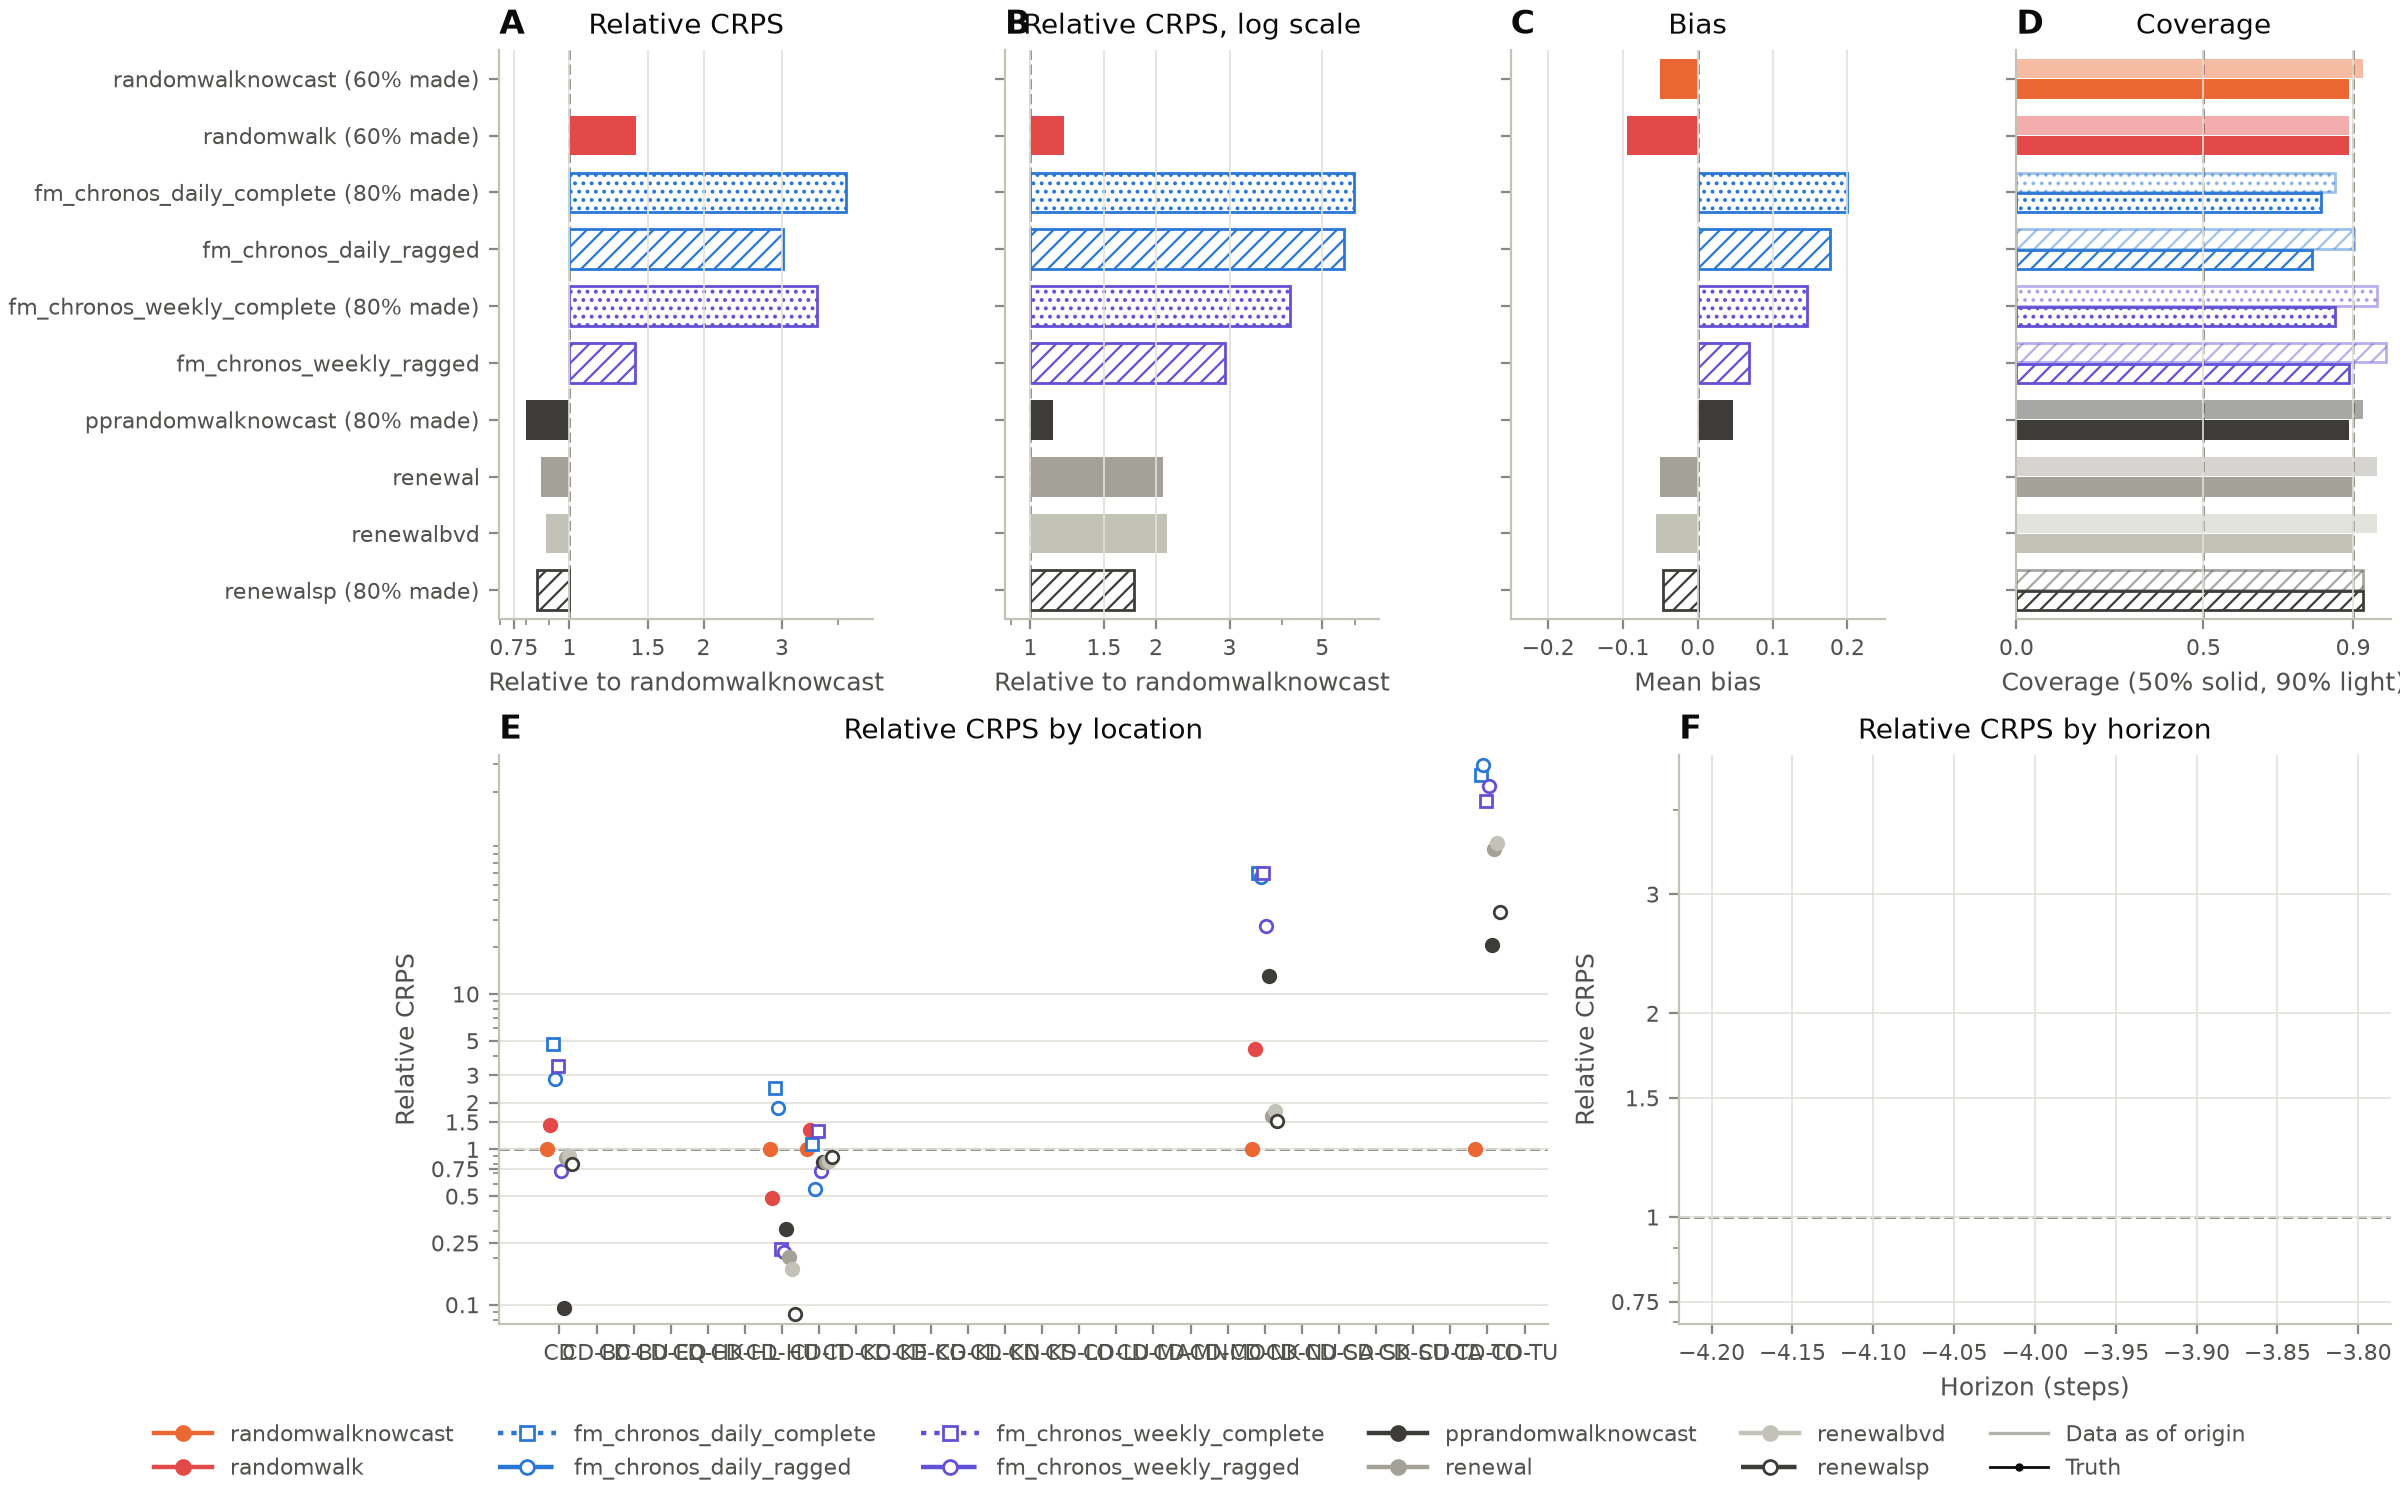 A Relative CRPS
B Relative CRPS, log scale
C Bias
D Coverage
randomwalknowcast (60% made)
randomwalk (60% made)
fm_chronos_daily_complete (80% made)
fm_chronos_daily_ragged
fm_chronos_weekly_complete (80% made)
fm_chronos_weekly_ragged
pprandomwalknowcast (80% made)
renewal
renewalbvd
renewalsp (80% made)
0.75 1 1.5 2 3
1 1.5 2 3 5
−0.2 −0.1 0.0 0.1 0.2
0.0 0.5 0.9
Relative to randomwalknowcast
Relative to randomwalknowcast
Mean bias
Coverage (50% solid, 90% light)
E Relative CRPS by location
Relative CRPS
10
5
3
2
1.5
1
0.75
0.5
0.25
0.1
F Relative CRPS by horizon
Relative CRPS
3
2
1.5
1
0.75
−4.20 −4.15 −4.10 −4.05 −4.00 −3.95 −3.90 −3.85 −3.80
Horizon (steps)
randomwalknowcast
randomwalk
fm_chronos_daily_complete
fm_chronos_daily_ragged
fm_chronos_weekly_complete
fm_chronos_weekly_ragged
pprandomwalknowcast
renewal
renewalbvd
renewalsp
Data as of origin
Truth